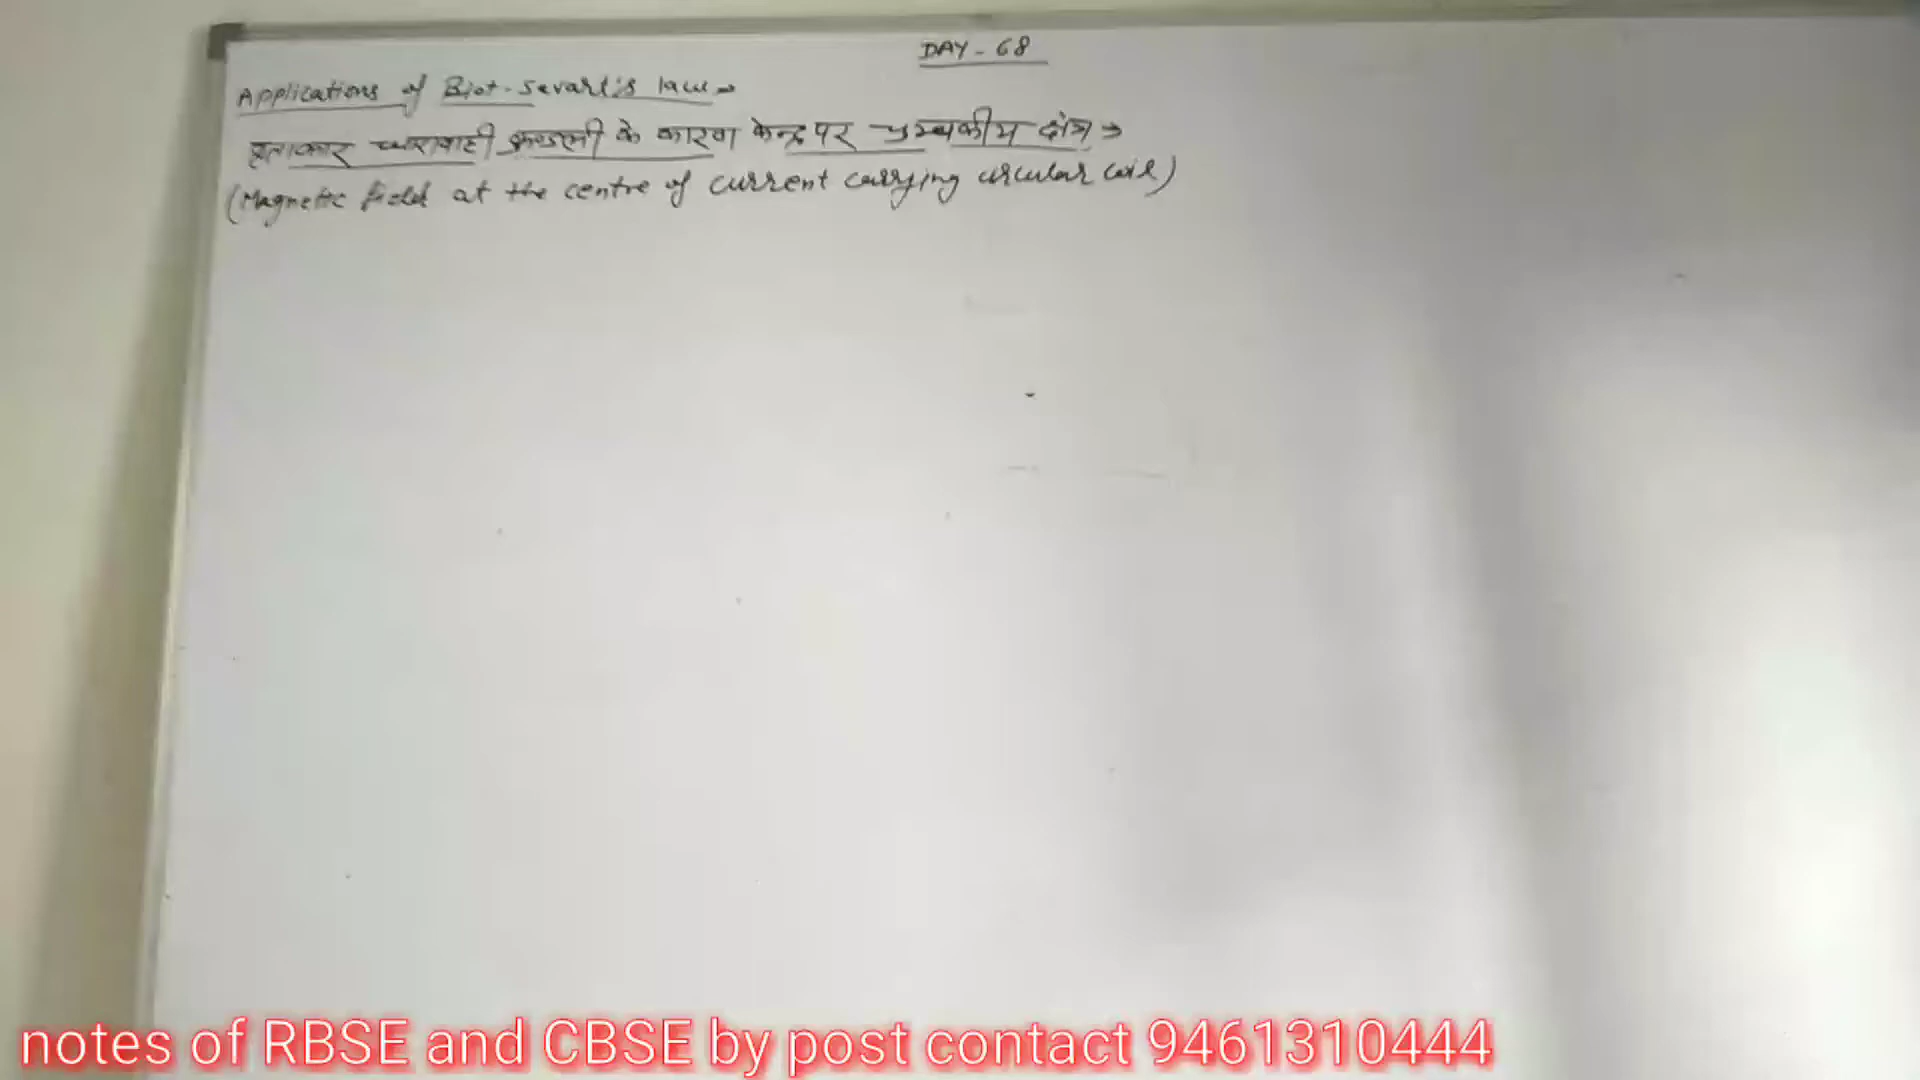 DAY - 68
Applications of Biot-Savart's law →
वृत्ताकार धारावाही कुण्डली के कारण केन्द्र पर चुम्बकीय क्षेत्र →
(Magnetic field at the centre of current carrying circular coil)
notes of RBSE and CBSE by post contact 9461310444